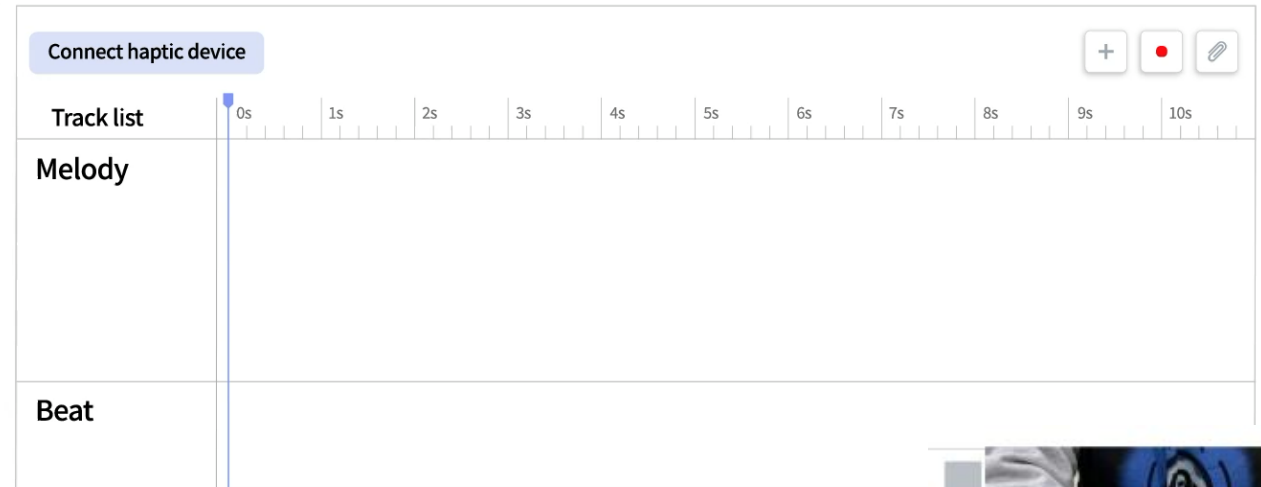 Connect haptic device
Track list
0s 1s 2s 3s 4s 5s 6s 7s 8s 9s 10s
Melody
Beat